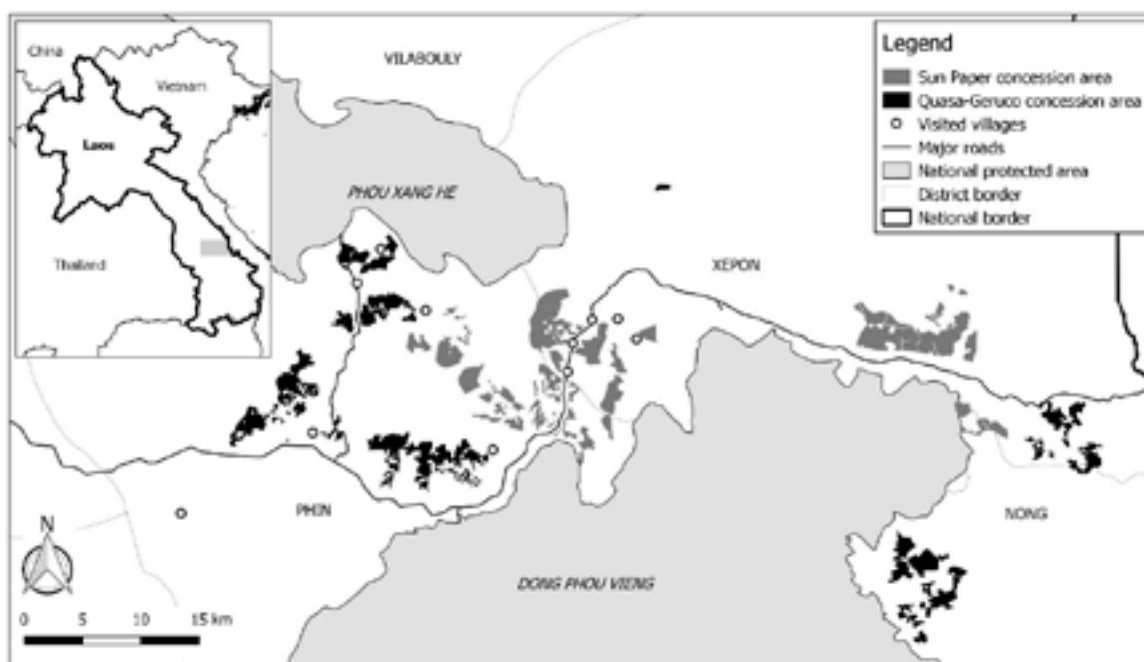 China
Vietnam
Laos
Thailand
VILABOULY
PHOU XANG HE
XEPON
PHIN
DONG PHOU VIENG
NONG
Legend
Sun Paper concession area
Quasa-Geruco concession area
Visited villages
Major roads
National protected area
District border
National border
N
0 5 10 15 km